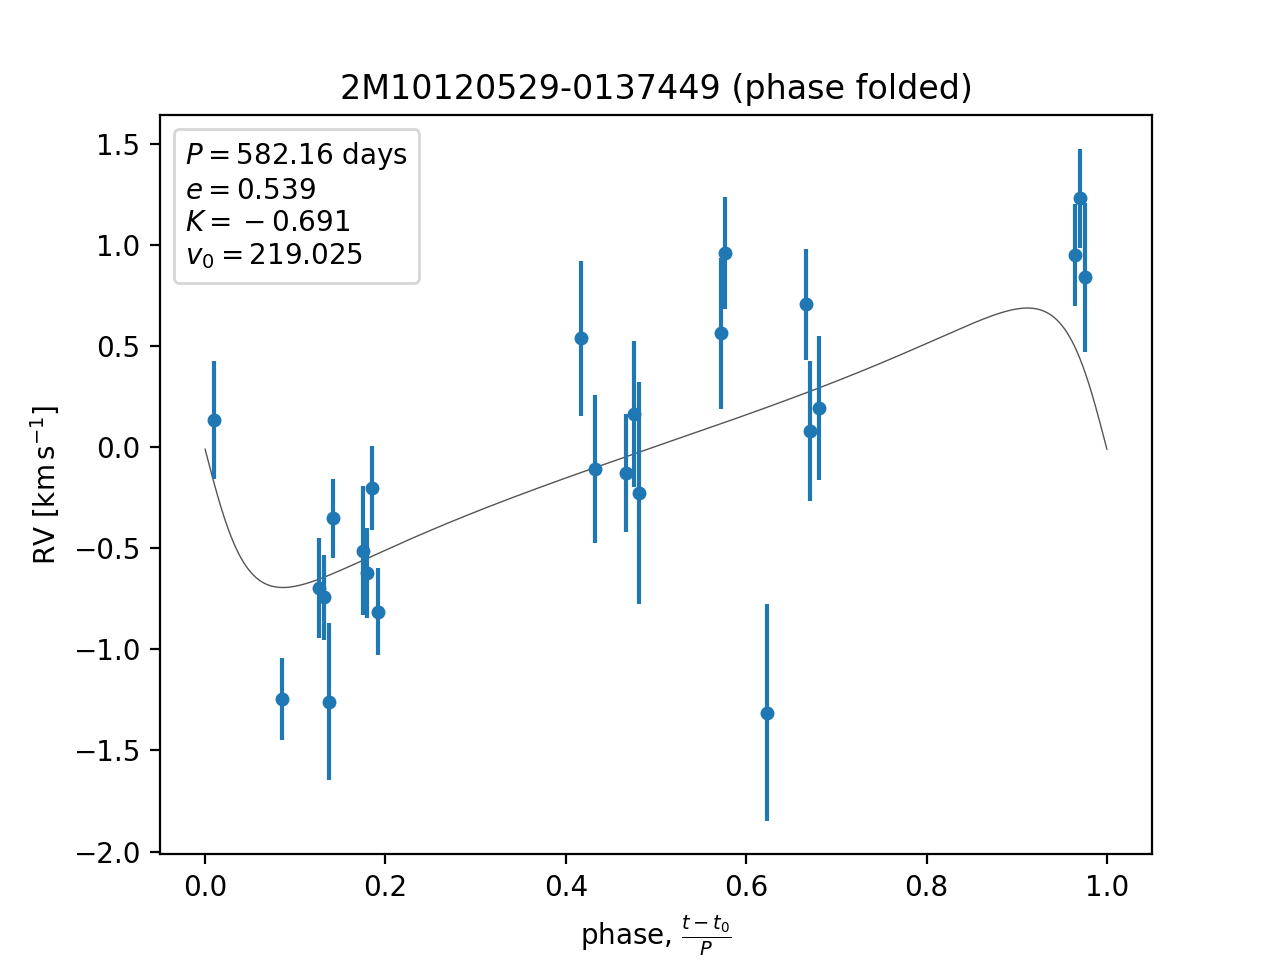 2M10120529-0137449 (phase folded)
P = 582.16 days
e = 0.539
K = −0.691
v₀ = 219.025
1.5
1.0
0.5
0.0
−0.5
−1.0
−1.5
−2.0
RV [km s⁻¹]
0.0 0.2 0.4 0.6 0.8 1.0
phase, (t − t₀)/P